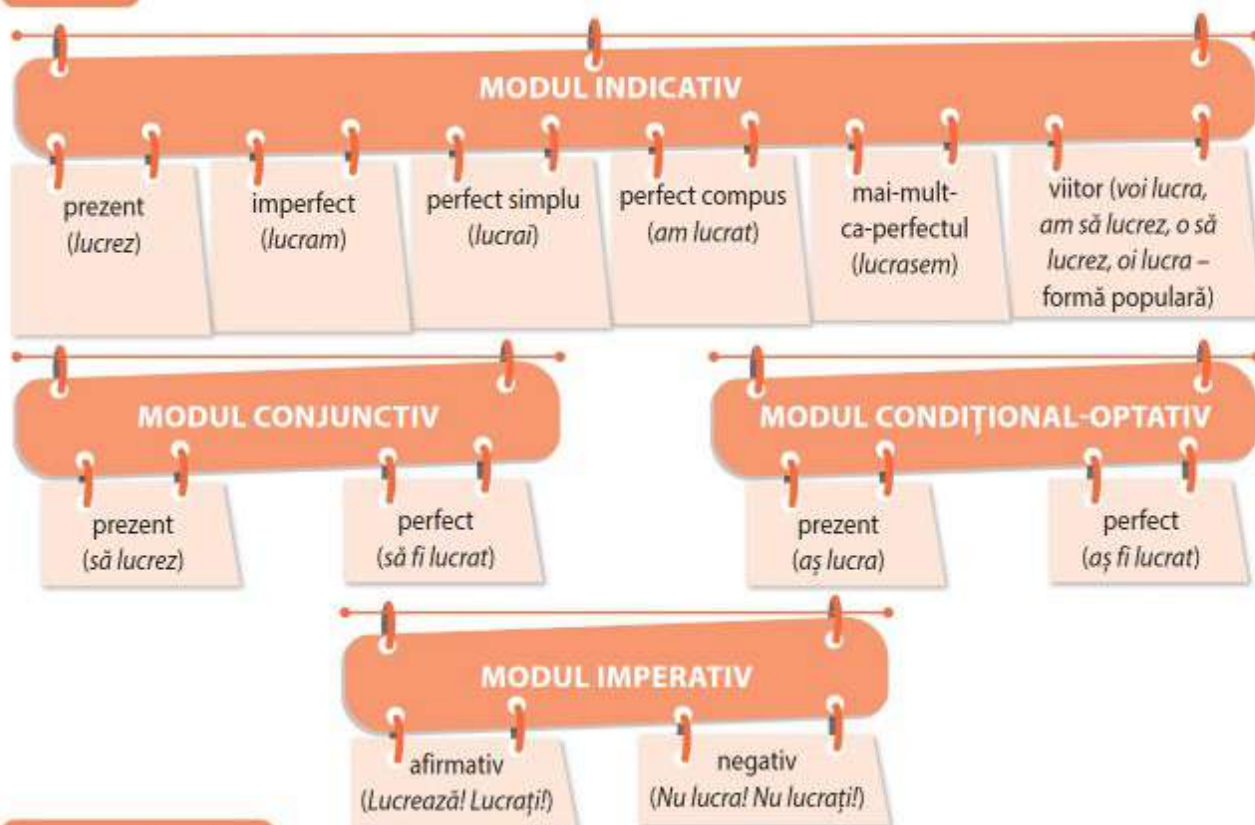 MODUL INDICATIV
prezent
(lucrez)
imperfect
(lucram)
perfect simplu
(lucrai)
perfect compus
(am lucrat)
mai-mult-
ca-perfectul
(lucrasem)
viitor (voi lucra,
am să lucrez, o să
lucrez, oi lucra –
formă populară)
MODUL CONJUNCTIV
prezent
(să lucrez)
perfect
(să fi lucrat)
MODUL CONDIȚIONAL-OPTATIV
prezent
(aș lucra)
perfect
(aș fi lucrat)
MODUL IMPERATIV
afirmativ
(Lucrează! Lucrați!)
negativ
(Nu lucra! Nu lucrați!)